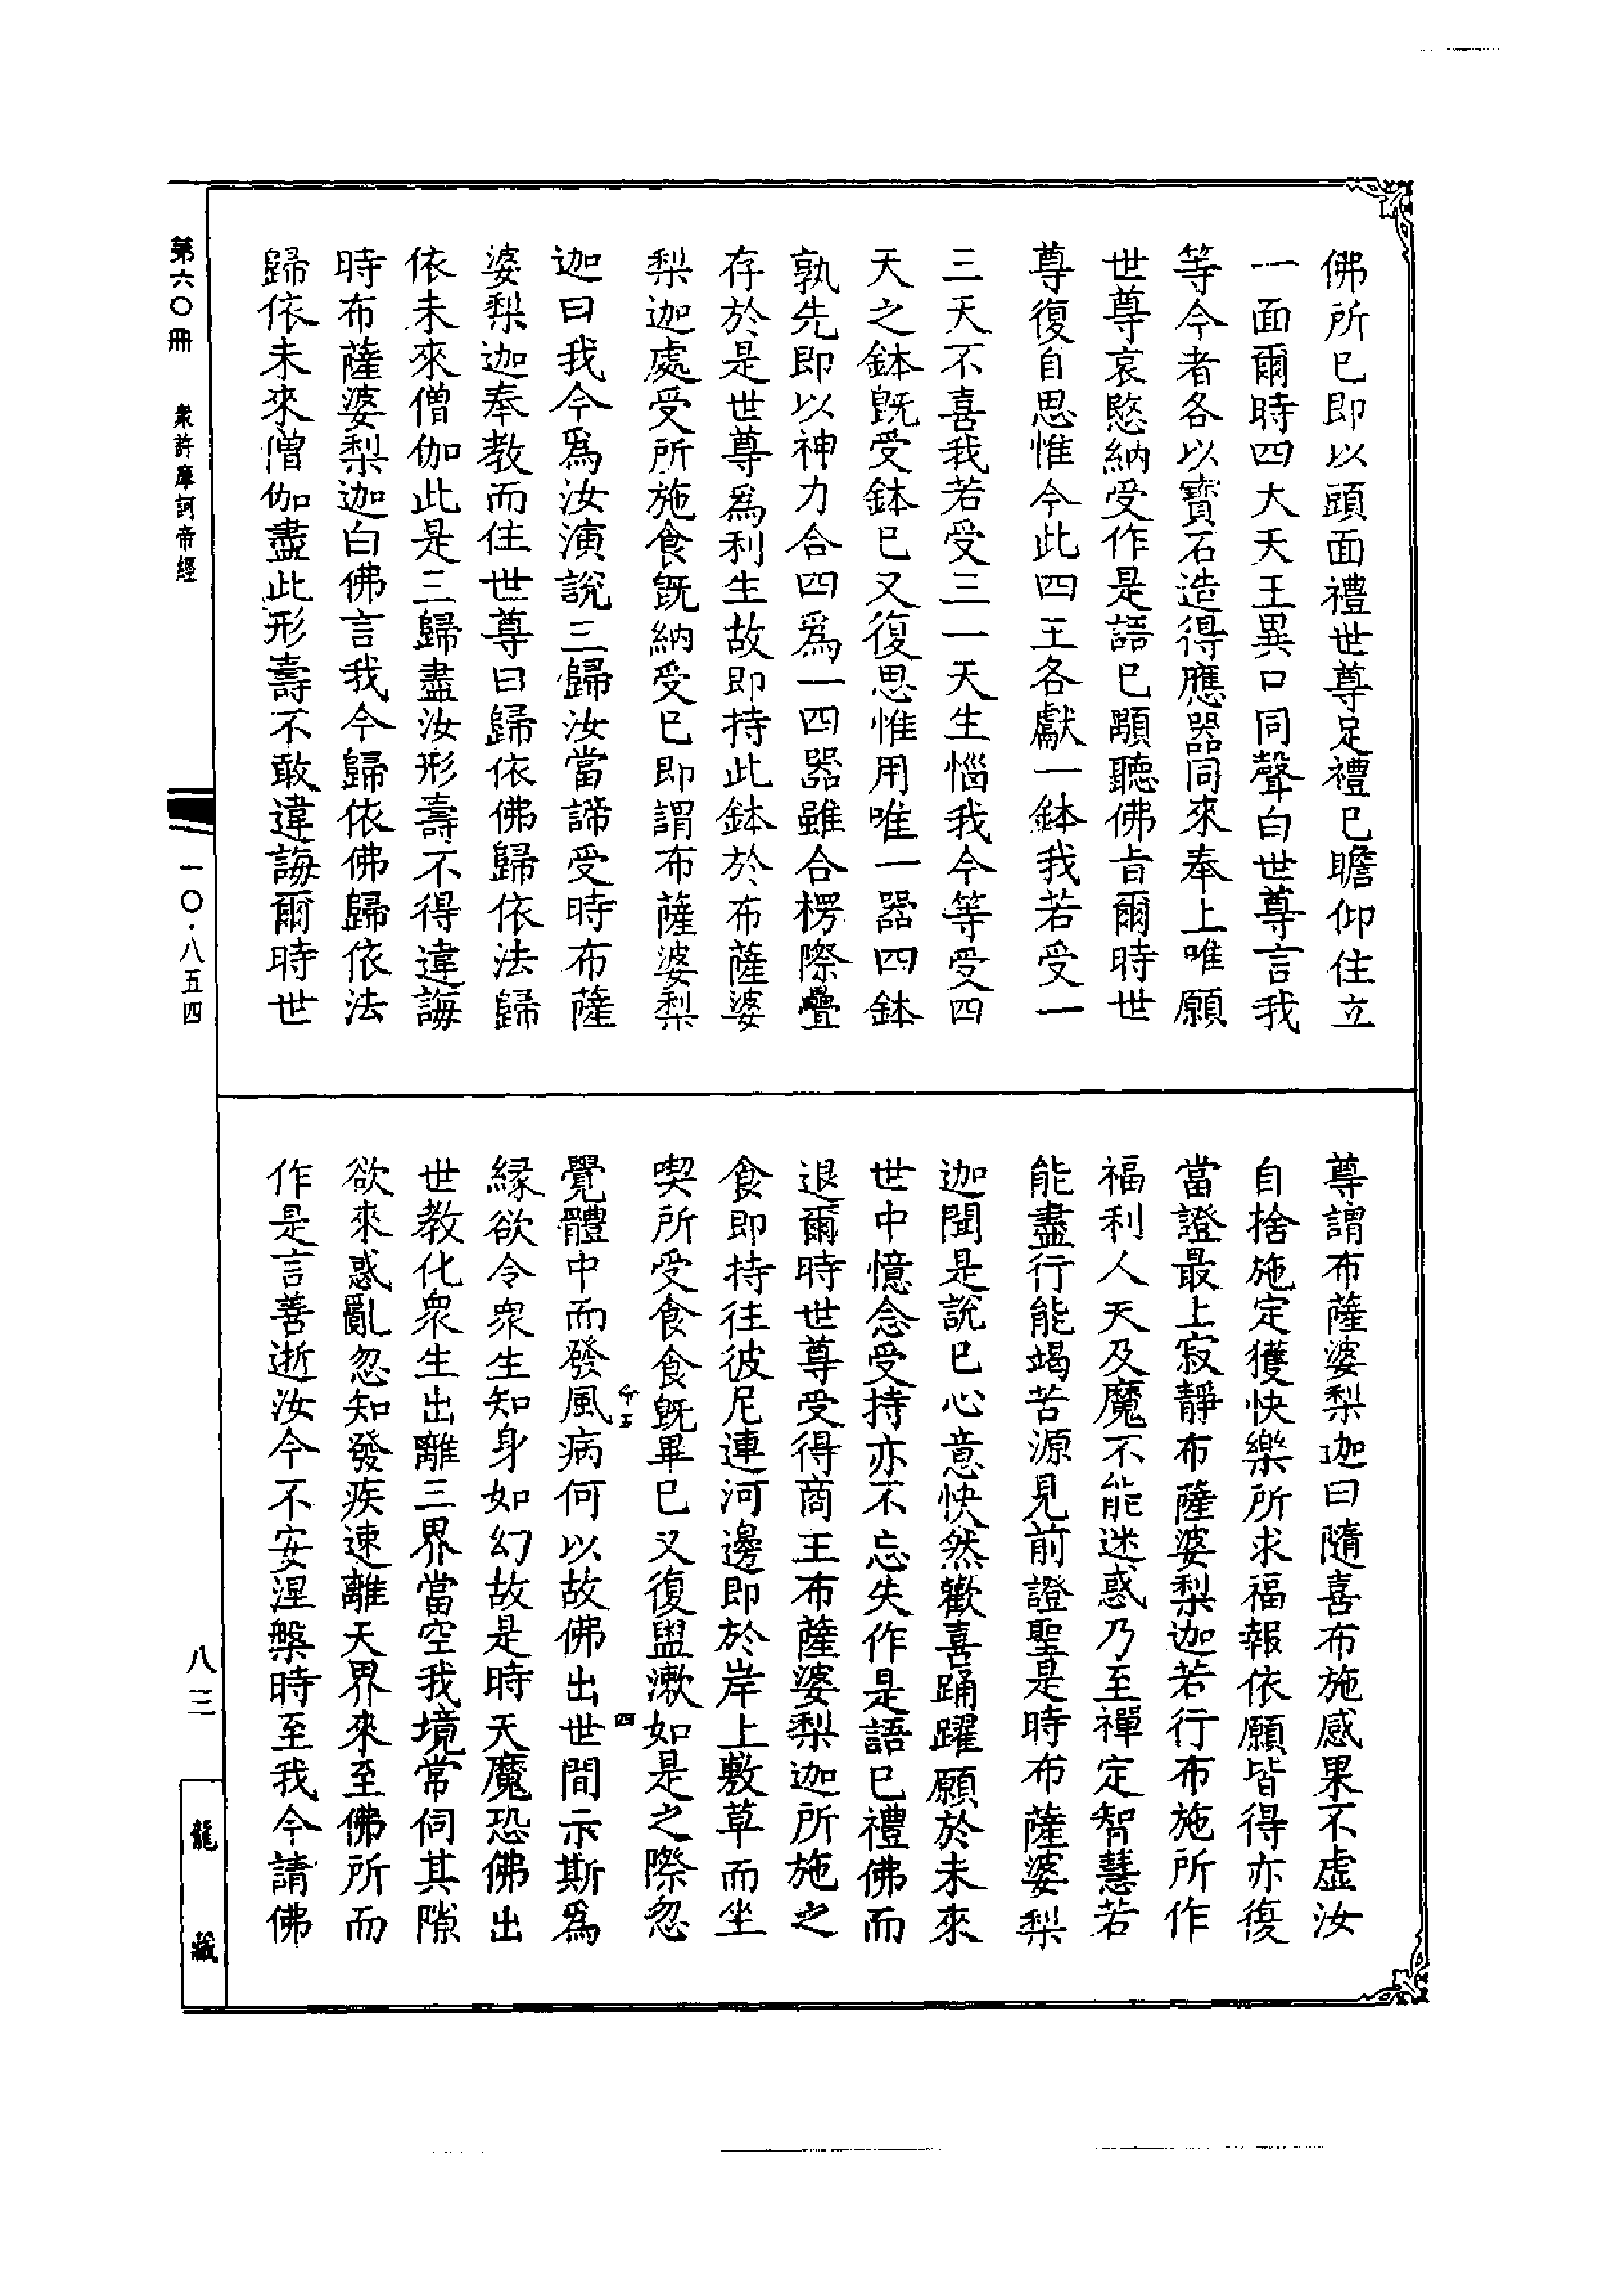 佛所已即以頭面禮世尊足禮已瞻仰住立
一面爾時四大天王異口同聲白世尊言我
等今者各以寶石造得應器同來奉上唯願
世尊哀愍納受作是語已顒聽佛旨爾時世
尊復自思惟今此四王各獻一鉢我若受一
三天不喜我若受三一天生惱我今等受四
天之鉢旣受鉢已又復思惟用唯一器四鉢
孰先即以神力合四爲一四器雖合楞際疊
存於是世尊爲利生故即持此鉢於布薩婆
梨迦處受所施食旣納受已即謂布薩婆梨
迦曰我今爲汝演說三歸汝當諦受時布薩
婆梨迦奉教而住世尊曰歸依佛歸依法歸
依未來僧伽此是三歸盡汝形壽不得違誨
時布薩婆梨迦白佛言我今歸依佛歸依法
歸依未來僧伽盡此形壽不敢違誨爾時世
尊謂布薩婆梨迦曰隨喜布施感果不虛汝
自捨施定獲快樂所求福報依願皆得亦復
當證最上寂靜布薩婆梨迦若行布施所作
福利人天及魔不能迷惑乃至禪定智慧若
能盡行能竭苦源見前證聖是時布薩婆梨
迦聞是說已心意快然歡喜踊躍願於未來
世中憶念受持亦不忘失作是語已禮佛而
退爾時世尊受得商王布薩婆梨迦所施之
食即持往彼尼連河邊即於岸上敷草而坐
喫所受食食旣畢已又復盥漱如是之際忽
覺體中而發風病何以故佛出世間示斯爲
緣欲令衆生知身如幻故是時天魔恐佛出
世教化衆生出離三界當空我境常伺其隙
欲來惑亂忽知發疾速離天界來至佛所而
作是言善逝汝今不安涅槃時至我今請佛
第六〇冊 衆許摩訶帝經
一〇·八五四
八三
龍藏
四